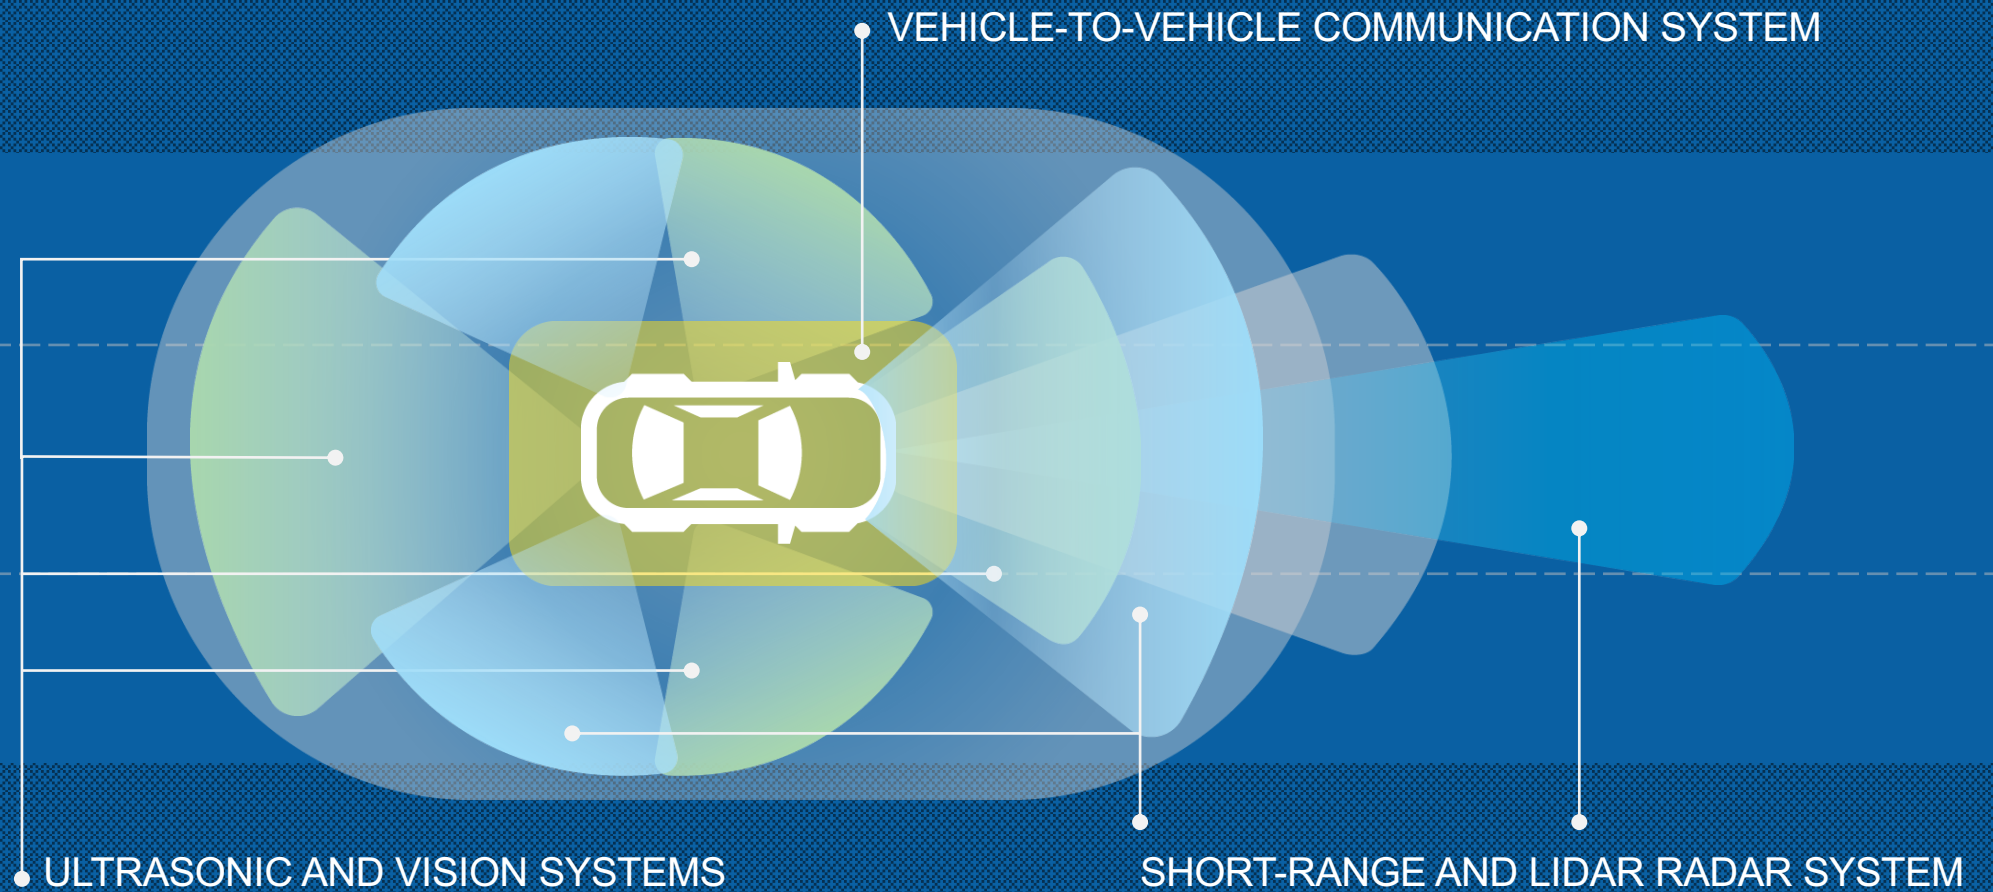 VEHICLE-TO-VEHICLE COMMUNICATION SYSTEM
ULTRASONIC AND VISION SYSTEMS
SHORT-RANGE AND LIDAR RADAR SYSTEM